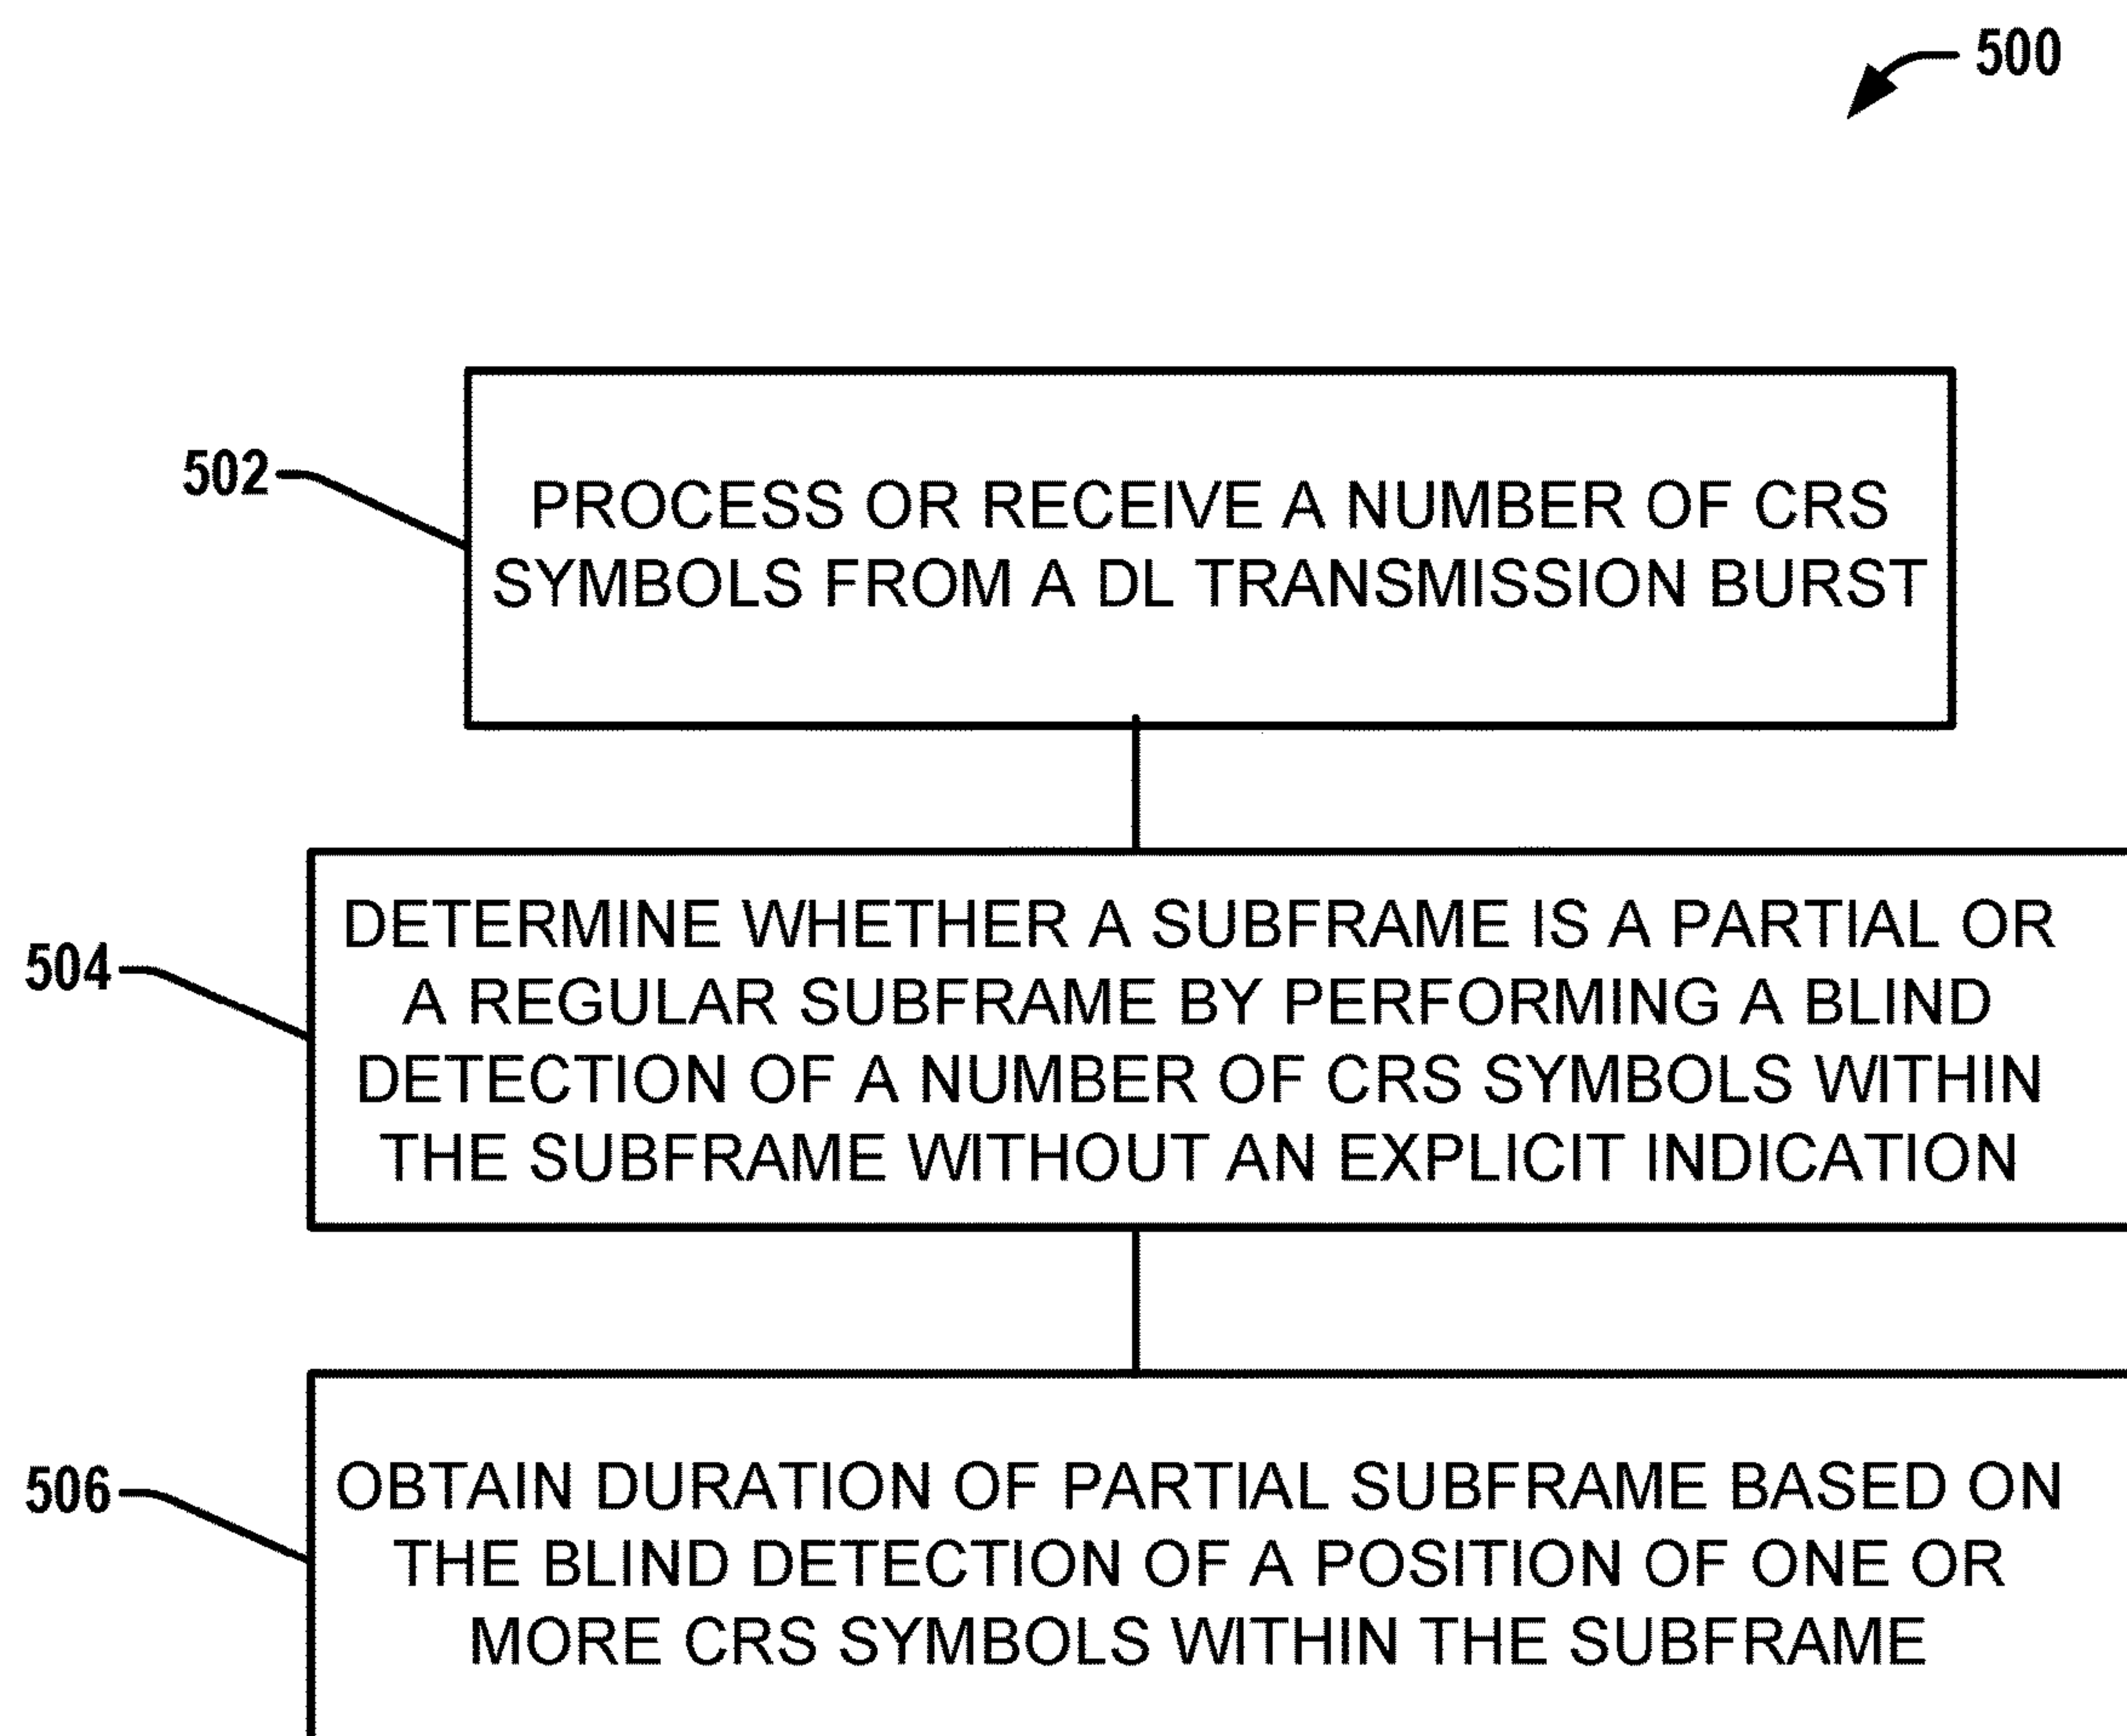 500
502
PROCESS OR RECEIVE A NUMBER OF CRS
SYMBOLS FROM A DL TRANSMISSION BURST
504
DETERMINE WHETHER A SUBFRAME IS A PARTIAL OR
A REGULAR SUBFRAME BY PERFORMING A BLIND
DETECTION OF A NUMBER OF CRS SYMBOLS WITHIN
THE SUBFRAME WITHOUT AN EXPLICIT INDICATION
506
OBTAIN DURATION OF PARTIAL SUBFRAME BASED ON
THE BLIND DETECTION OF A POSITION OF ONE OR
MORE CRS SYMBOLS WITHIN THE SUBFRAME